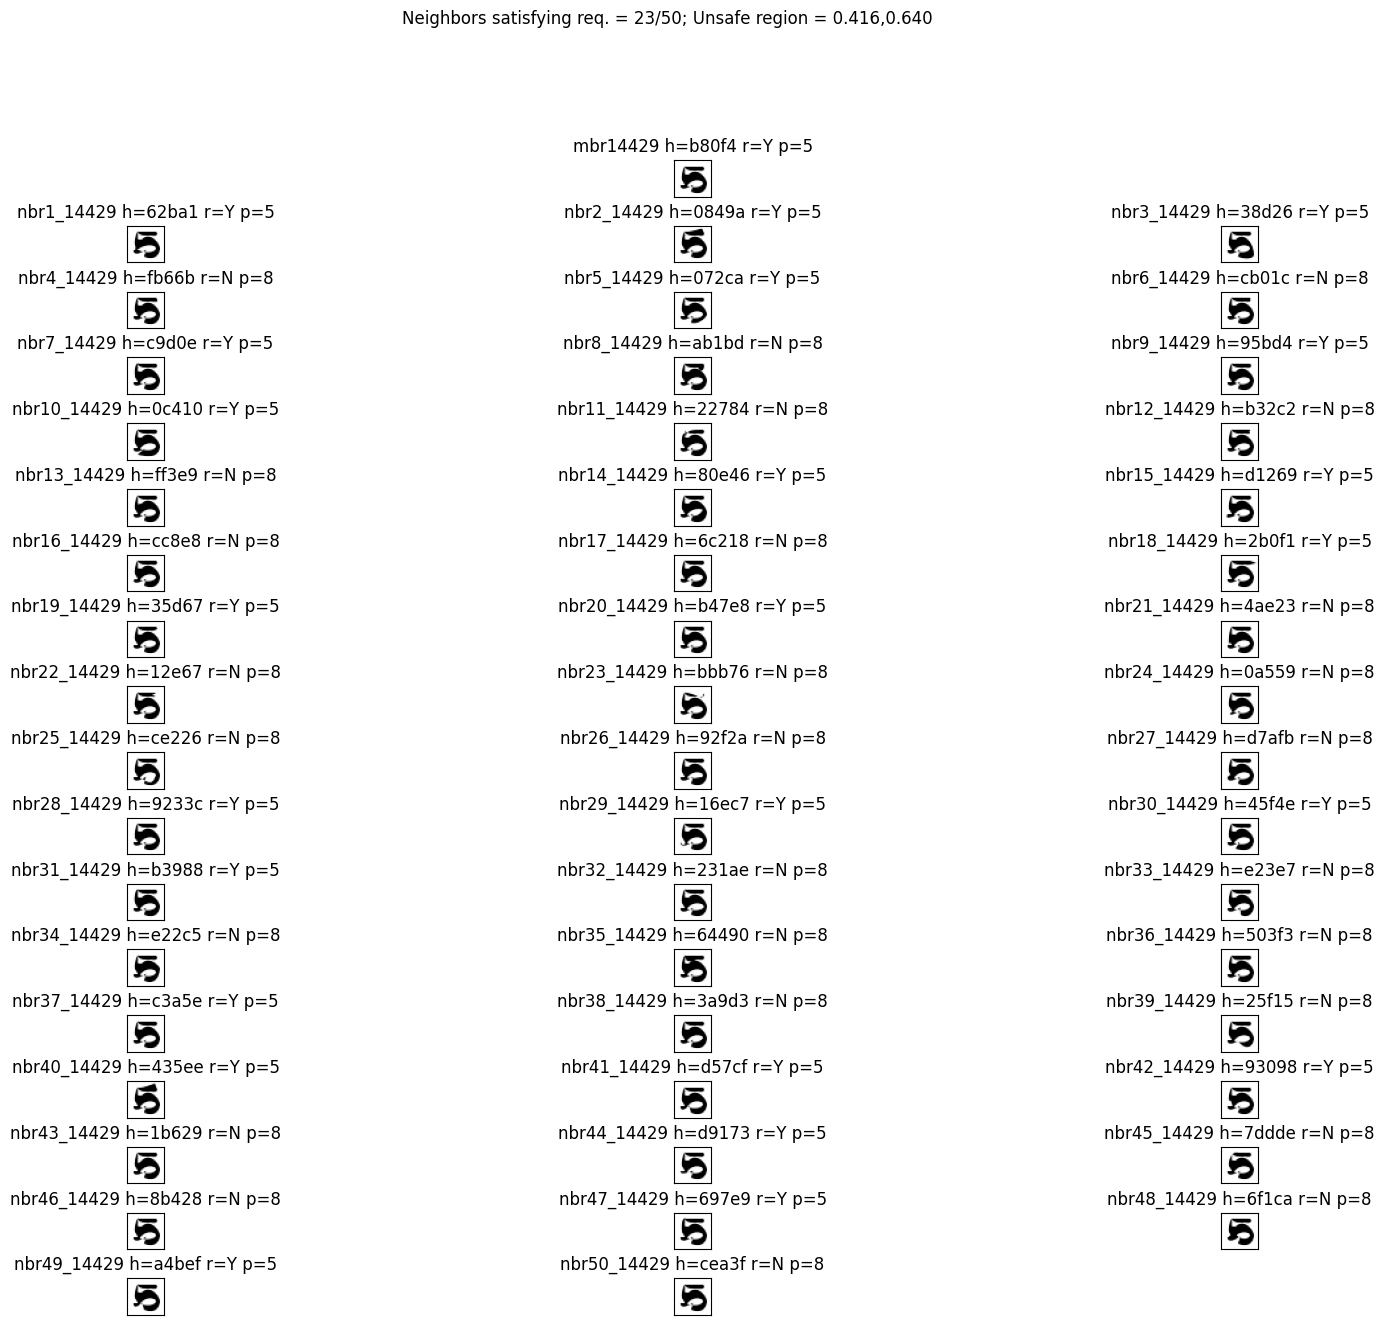 Neighbors satisfying req. = 23/50; Unsafe region = 0.416,0.640
mbr14429 h=b80f4 r=Y p=5
nbr1_14429 h=62ba1 r=Y p=5 nbr2_14429 h=0849a r=Y p=5 nbr3_14429 h=38d26 r=Y p=5
nbr4_14429 h=fb66b r=N p=8 nbr5_14429 h=072ca r=Y p=5 nbr6_14429 h=cb01c r=N p=8
nbr7_14429 h=c9d0e r=Y p=5 nbr8_14429 h=ab1bd r=N p=8 nbr9_14429 h=95bd4 r=Y p=5
nbr10_14429 h=0c410 r=Y p=5 nbr11_14429 h=22784 r=N p=8 nbr12_14429 h=b32c2 r=N p=8
nbr13_14429 h=ff3e9 r=N p=8 nbr14_14429 h=80e46 r=Y p=5 nbr15_14429 h=d1269 r=Y p=5
nbr16_14429 h=cc8e8 r=N p=8 nbr17_14429 h=6c218 r=N p=8 nbr18_14429 h=2b0f1 r=Y p=5
nbr19_14429 h=35d67 r=Y p=5 nbr20_14429 h=b47e8 r=Y p=5 nbr21_14429 h=4ae23 r=N p=8
nbr22_14429 h=12e67 r=N p=8 nbr23_14429 h=bbb76 r=N p=8 nbr24_14429 h=0a559 r=N p=8
nbr25_14429 h=ce226 r=N p=8 nbr26_14429 h=92f2a r=N p=8 nbr27_14429 h=d7afb r=N p=8
nbr28_14429 h=9233c r=Y p=5 nbr29_14429 h=16ec7 r=Y p=5 nbr30_14429 h=45f4e r=Y p=5
nbr31_14429 h=b3988 r=Y p=5 nbr32_14429 h=231ae r=N p=8 nbr33_14429 h=e23e7 r=N p=8
nbr34_14429 h=e22c5 r=N p=8 nbr35_14429 h=64490 r=N p=8 nbr36_14429 h=503f3 r=N p=8
nbr37_14429 h=c3a5e r=Y p=5 nbr38_14429 h=3a9d3 r=N p=8 nbr39_14429 h=25f15 r=N p=8
nbr40_14429 h=435ee r=Y p=5 nbr41_14429 h=d57cf r=Y p=5 nbr42_14429 h=93098 r=Y p=5
nbr43_14429 h=1b629 r=N p=8 nbr44_14429 h=d9173 r=Y p=5 nbr45_14429 h=7ddde r=N p=8
nbr46_14429 h=8b428 r=N p=8 nbr47_14429 h=697e9 r=Y p=5 nbr48_14429 h=6f1ca r=N p=8
nbr49_14429 h=a4bef r=Y p=5 nbr50_14429 h=cea3f r=N p=8